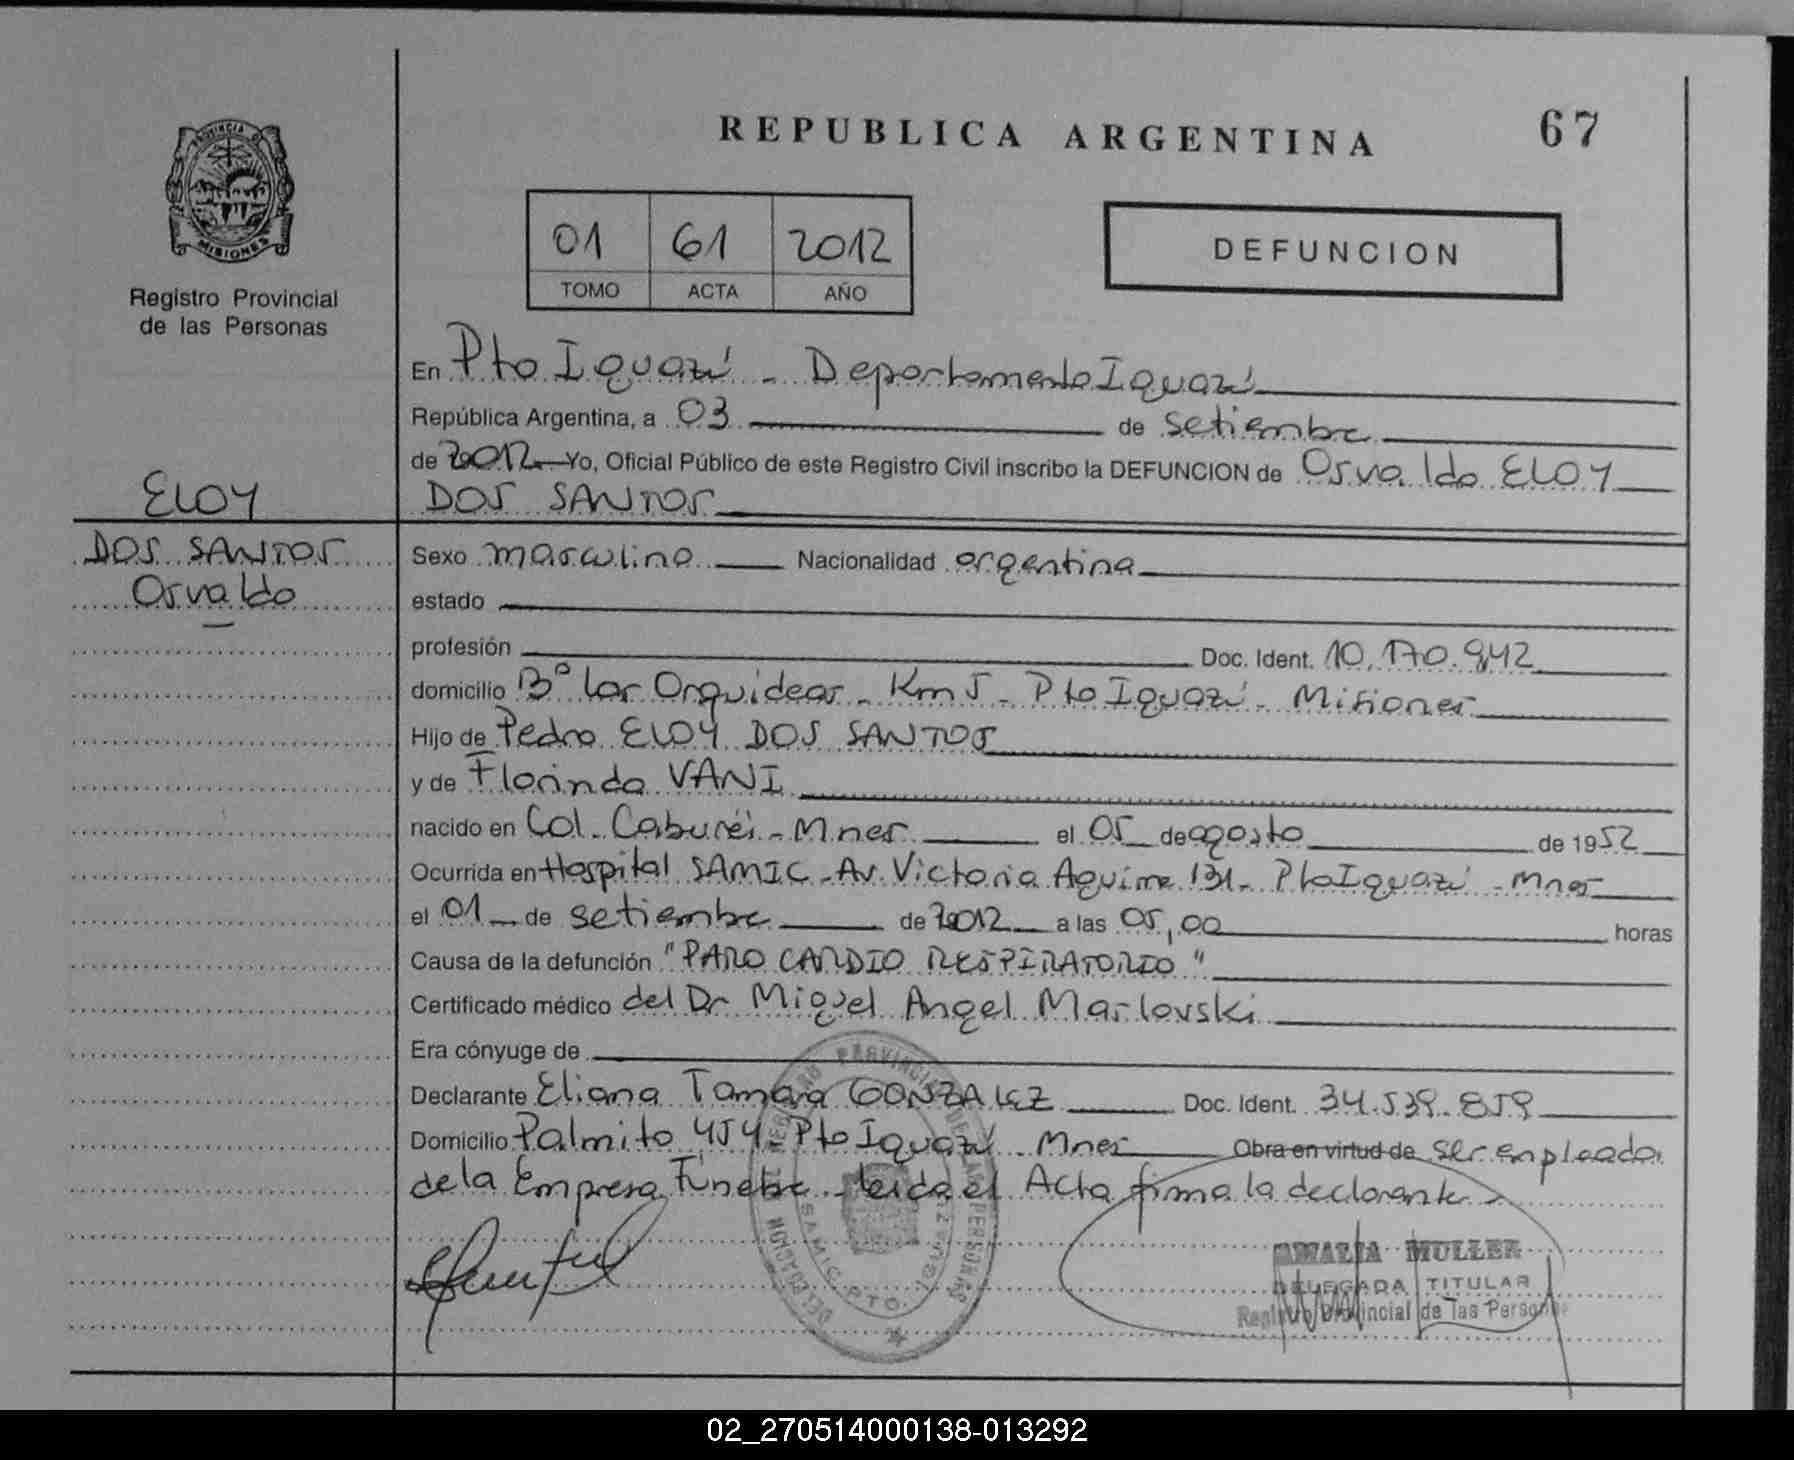 REPUBLICA ARGENTINA
67
PROVINCIA DE
MISIONES
Registro Provincial
de las Personas
01 61 2012
TOMO ACTA AÑO
DEFUNCION
En Pto Iguazú - Departamento Iguazú
República Argentina, a 03 de setiembre
de 2012 Yo, Oficial Público de este Registro Civil inscribo la DEFUNCION de Osvaldo ELOY
DOS SANTOS
ELOY
DOS SANTOS
Osvaldo
Sexo masculino Nacionalidad argentina
estado
profesión Doc. Ident. 10.170.942
domicilio Bº Las Orquideas - Km 5 - Pto Iguazú - Misiones
Hijo de Pedro ELOY DOS SANTOS
y de Florinda VANI
nacido en Col. Caburéi - Mnes el 05 de agosto de 1952
Ocurrida en Hospital SAMIC - Av. Victoria Aguirre 131 - Pto Iguazú - Mnes
el 01 de setiembre de 2012 a las 05,00 horas
Causa de la defunción "PARO CARDIO RESPIRATORIO"
Certificado médico del Dr Miguel Angel Marlovski
Era cónyuge de
Declarante Eliana Tamara GONZALEZ Doc. Ident. 34.539.859
Domicilio Palmito 454 Pto Iguazú Mnes Obra en virtud de ser empleada
de la Empresa Fúnebre - Leida el Acta firma la declarante
AMALIA MULLER
DELEGADA TITULAR
Registro Provincial de las Personas
02_270514000138-013292